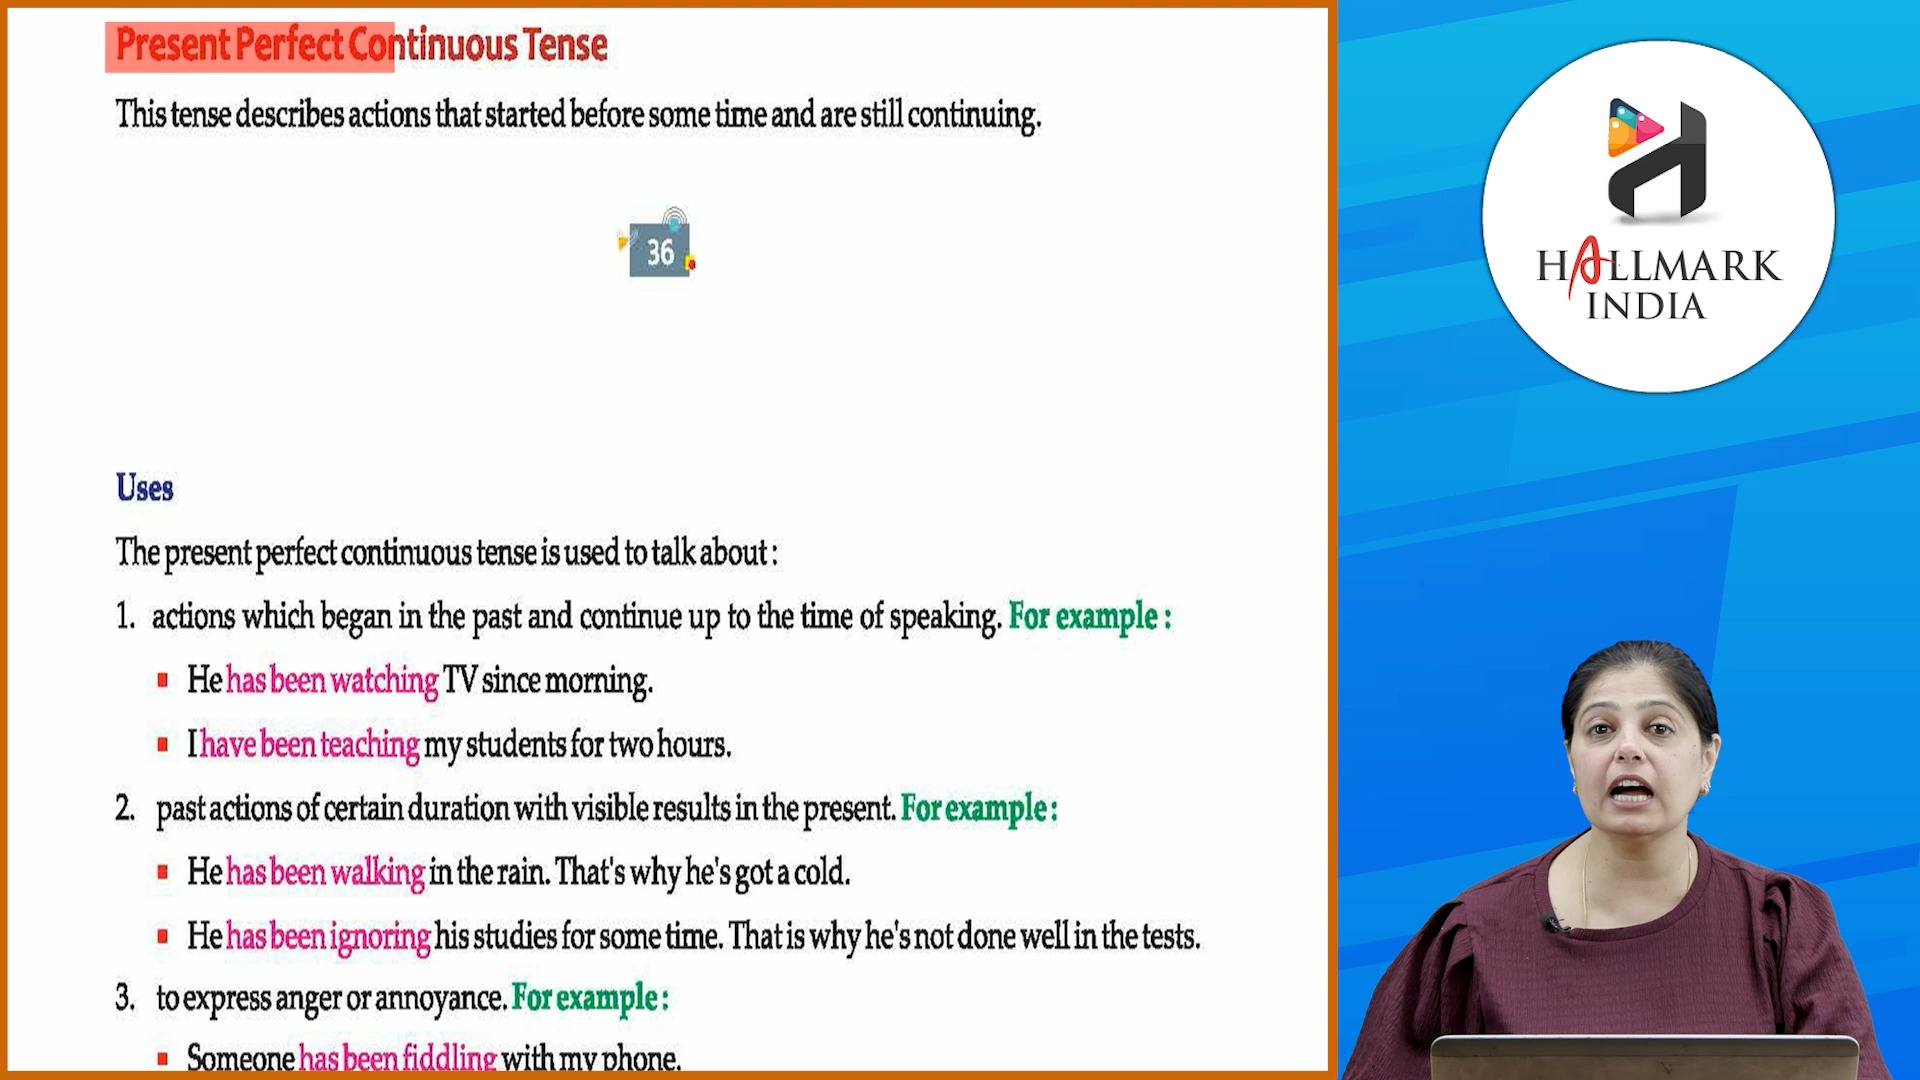 Present Perfect Continuous Tense
This tense describes actions that started before some time and are still continuing.
36
Uses
The present perfect continuous tense is used to talk about :
1. actions which began in the past and continue up to the time of speaking. For example :
▪ He has been watching TV since morning.
▪ I have been teaching my students for two hours.
2. past actions of certain duration with visible results in the present. For example :
▪ He has been walking in the rain. That's why he's got a cold.
▪ He has been ignoring his studies for some time. That is why he's not done well in the tests.
3. to express anger or annoyance. For example :
▪ Someone has been fiddling with my phone.
HALLMARK
INDIA